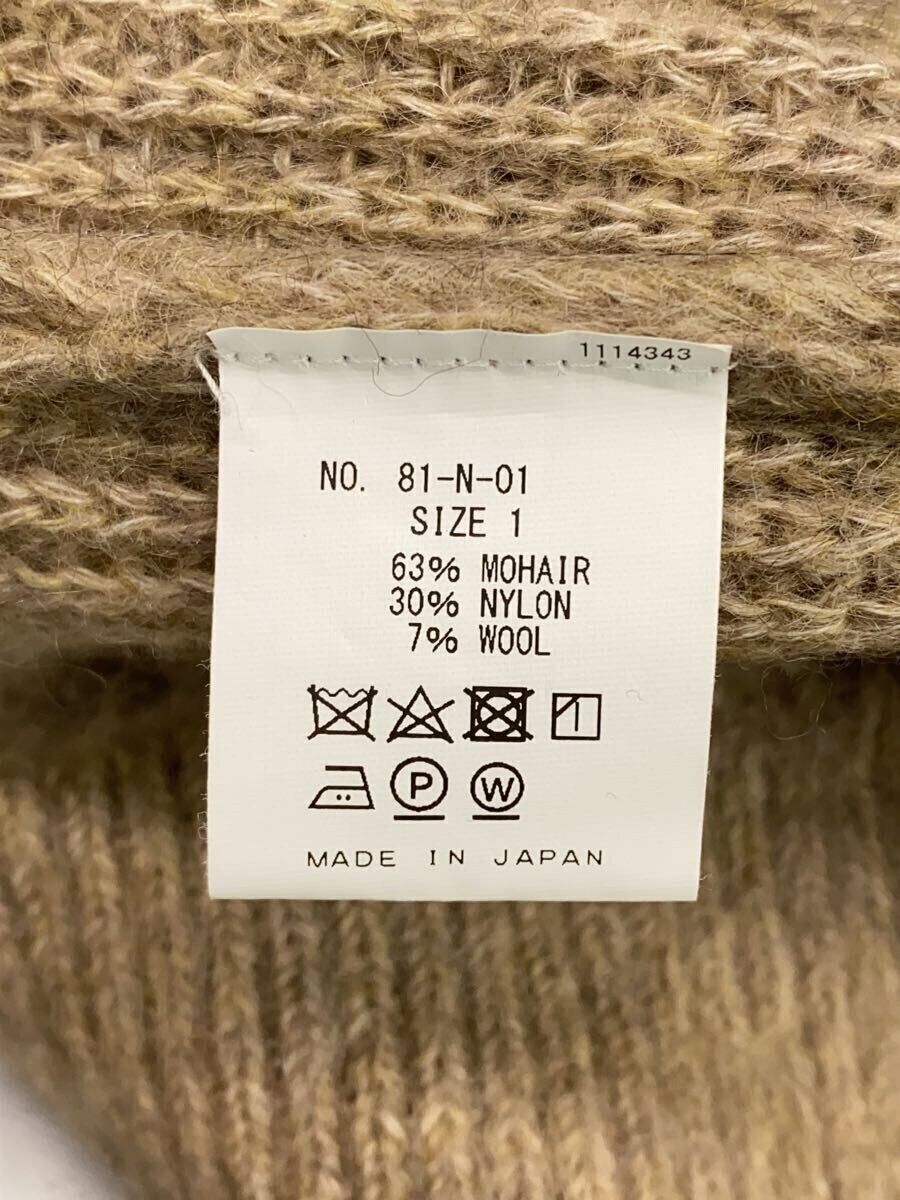 1114343
NO. 81-N-01
SIZE 1
63% MOHAIR
30% NYLON
7% WOOL
P W
MADE IN JAPAN